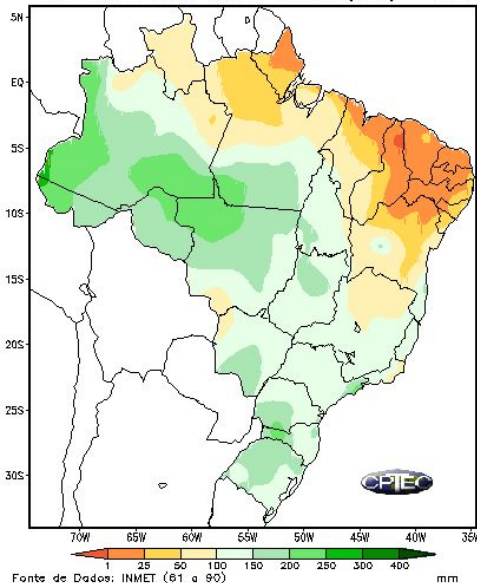 5N
EQ
5S
10S
15S
20S
25S
30S
70W 65W 60W 55W 50W 45W 40W 35W
CPTEC
1 25 50 100 150 200 250 300 400
Fonte de Dados: INMET (61 a 90) mm